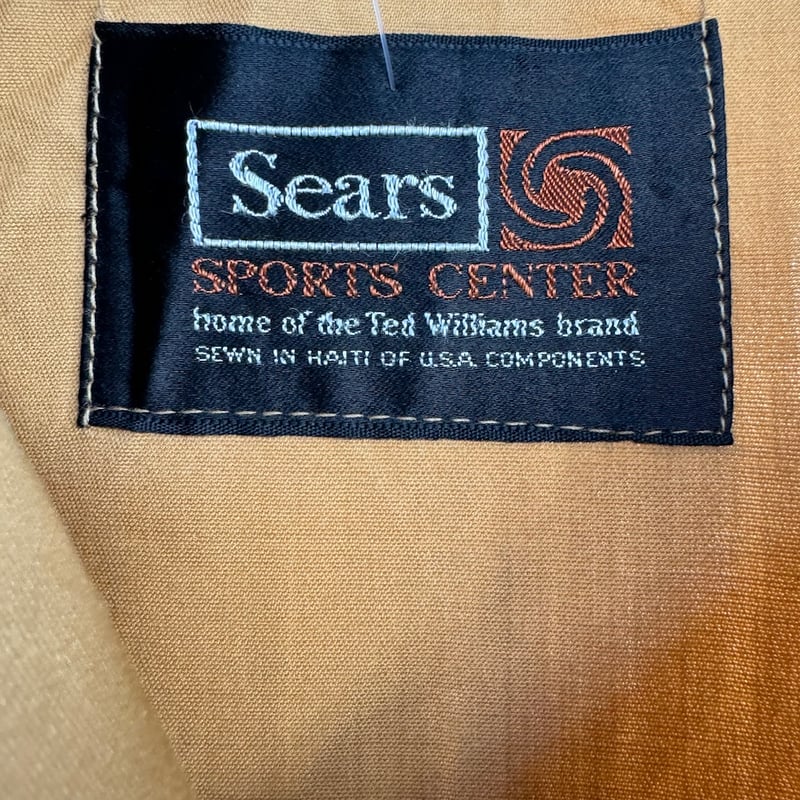 Sears
SPORTS CENTER
home of the Ted Williams brand
SEWN IN HAITI OF U.S.A. COMPONENTS